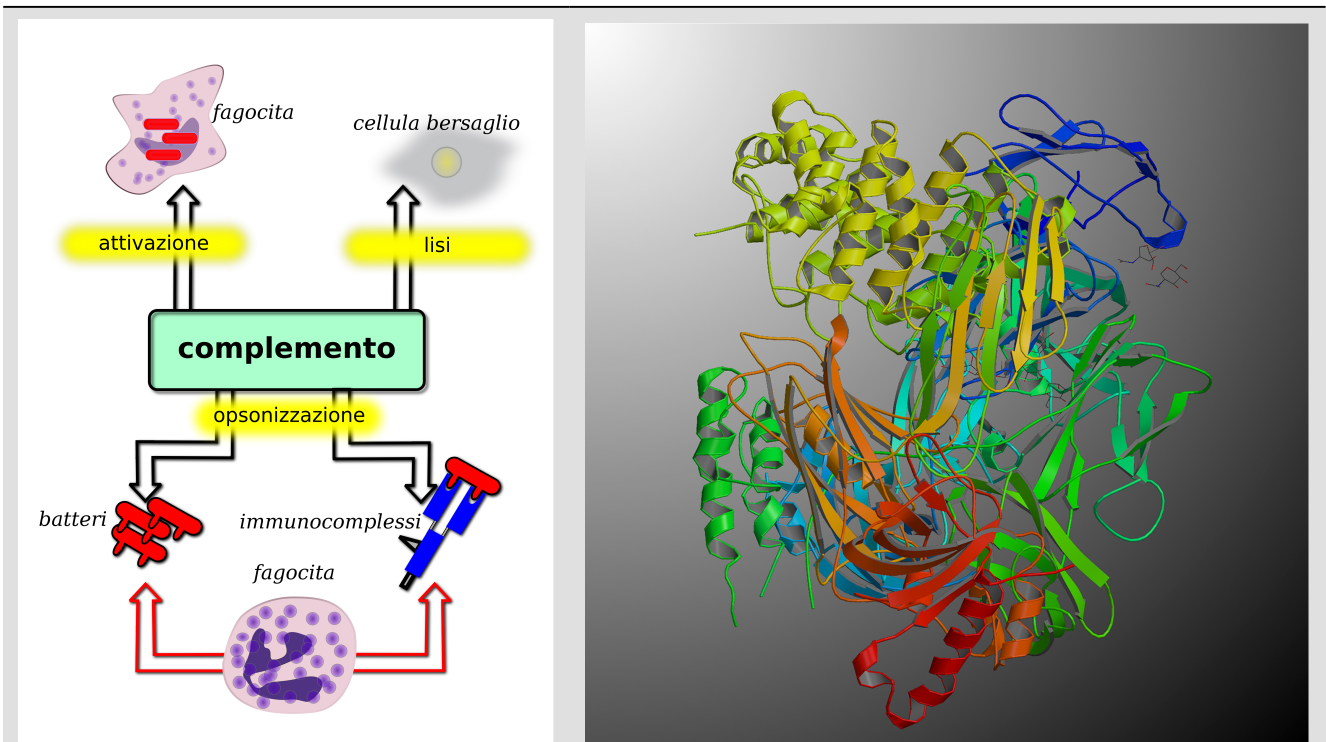 fagocita
cellula bersaglio
attivazione
lisi
complemento
opsonizzazione
batteri
immunocomplessi
fagocita